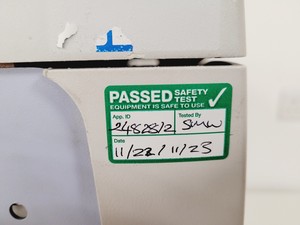 PASSED SAFETY TEST
EQUIPMENT IS SAFE TO USE
App. ID Tested By
24828/2 SMW
Date
11/22/11/23